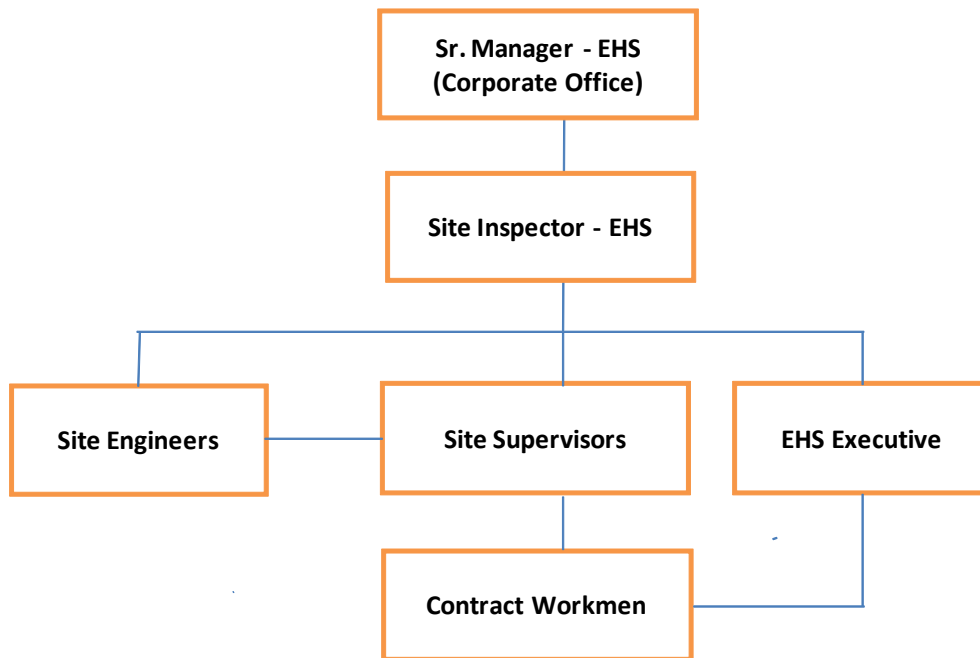 Sr. Manager - EHS
(Corporate Office)
Site Inspector - EHS
Site Engineers
Site Supervisors
EHS Executive
Contract Workmen